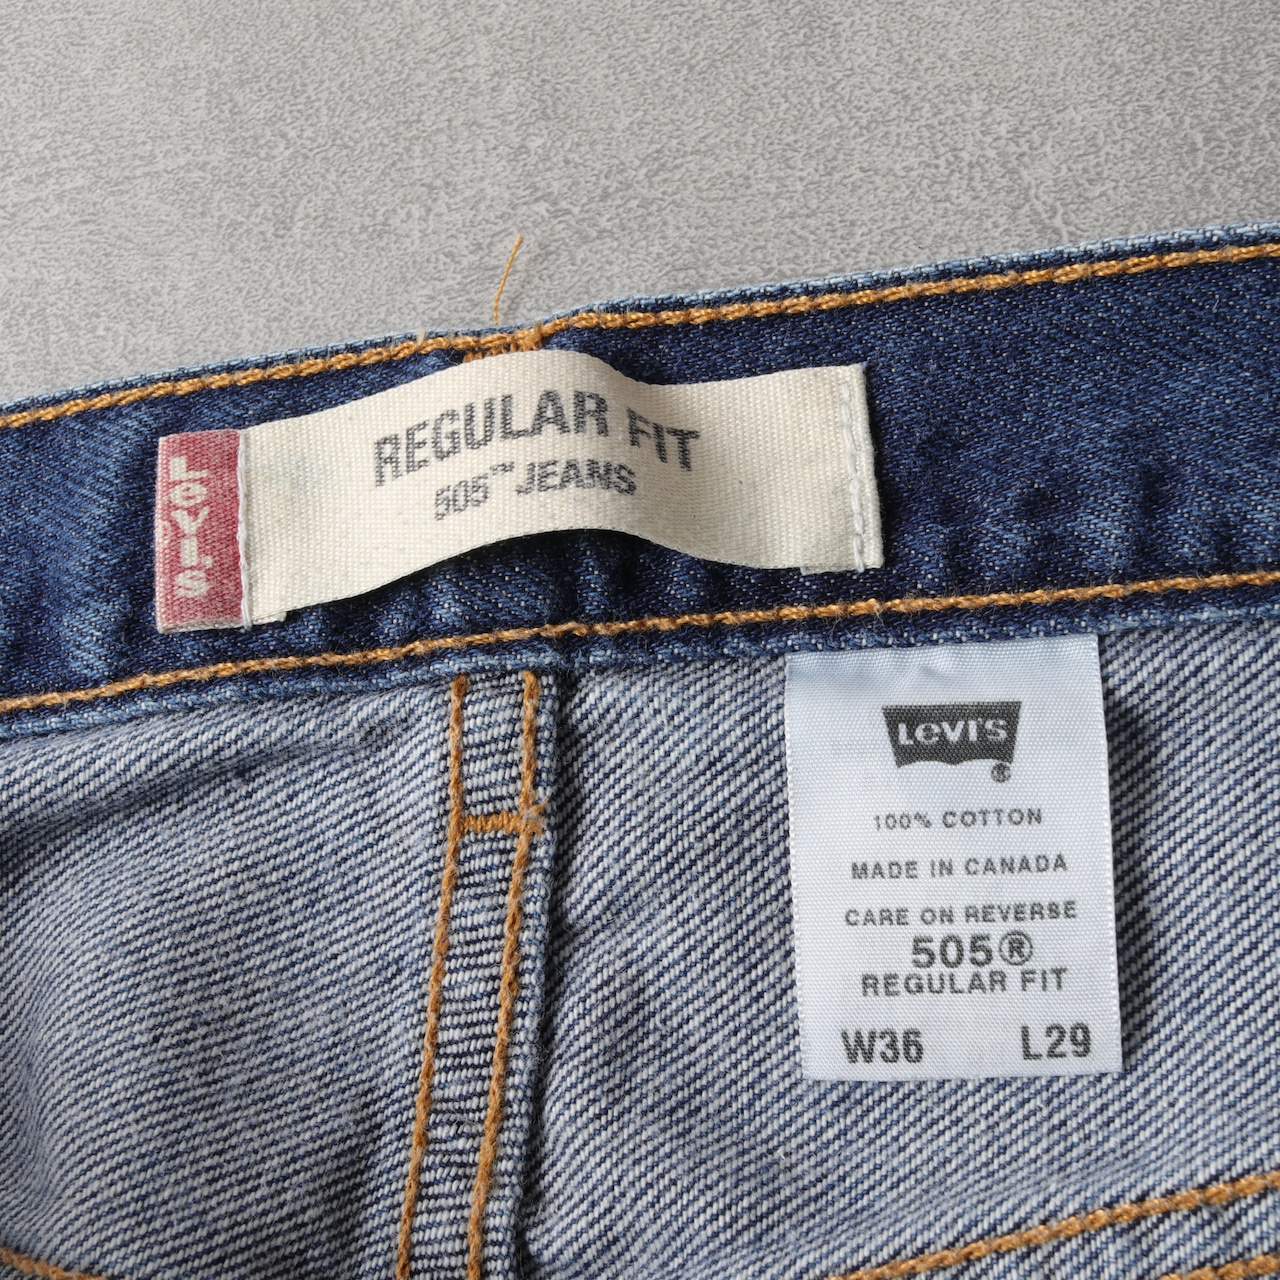 REGULAR FIT
505™ JEANS
LEVI'S
LEVI'S
®
100% COTTON
MADE IN CANADA
CARE ON REVERSE
505®
REGULAR FIT
W36 L29